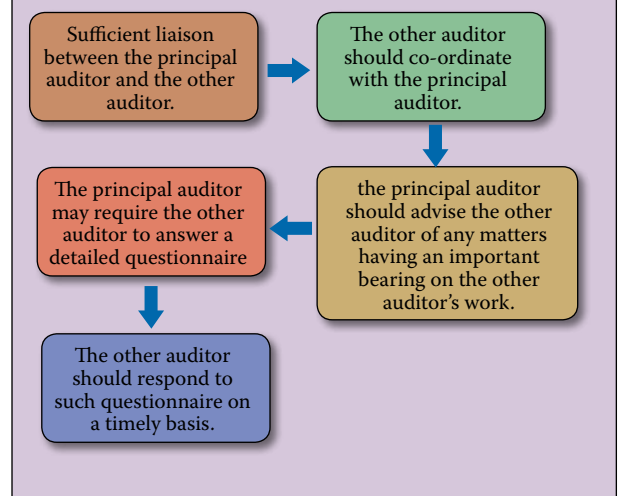 Sufficient liaison
between the principal
auditor and the other
auditor.
The other auditor
should co-ordinate
with the principal
auditor.
the principal auditor
should advise the other
auditor of any matters
having an important
bearing on the other
auditor's work.
The principal auditor
may require the other
auditor to answer a
detailed questionnaire
The other auditor
should respond to
such questionnaire on
a timely basis.